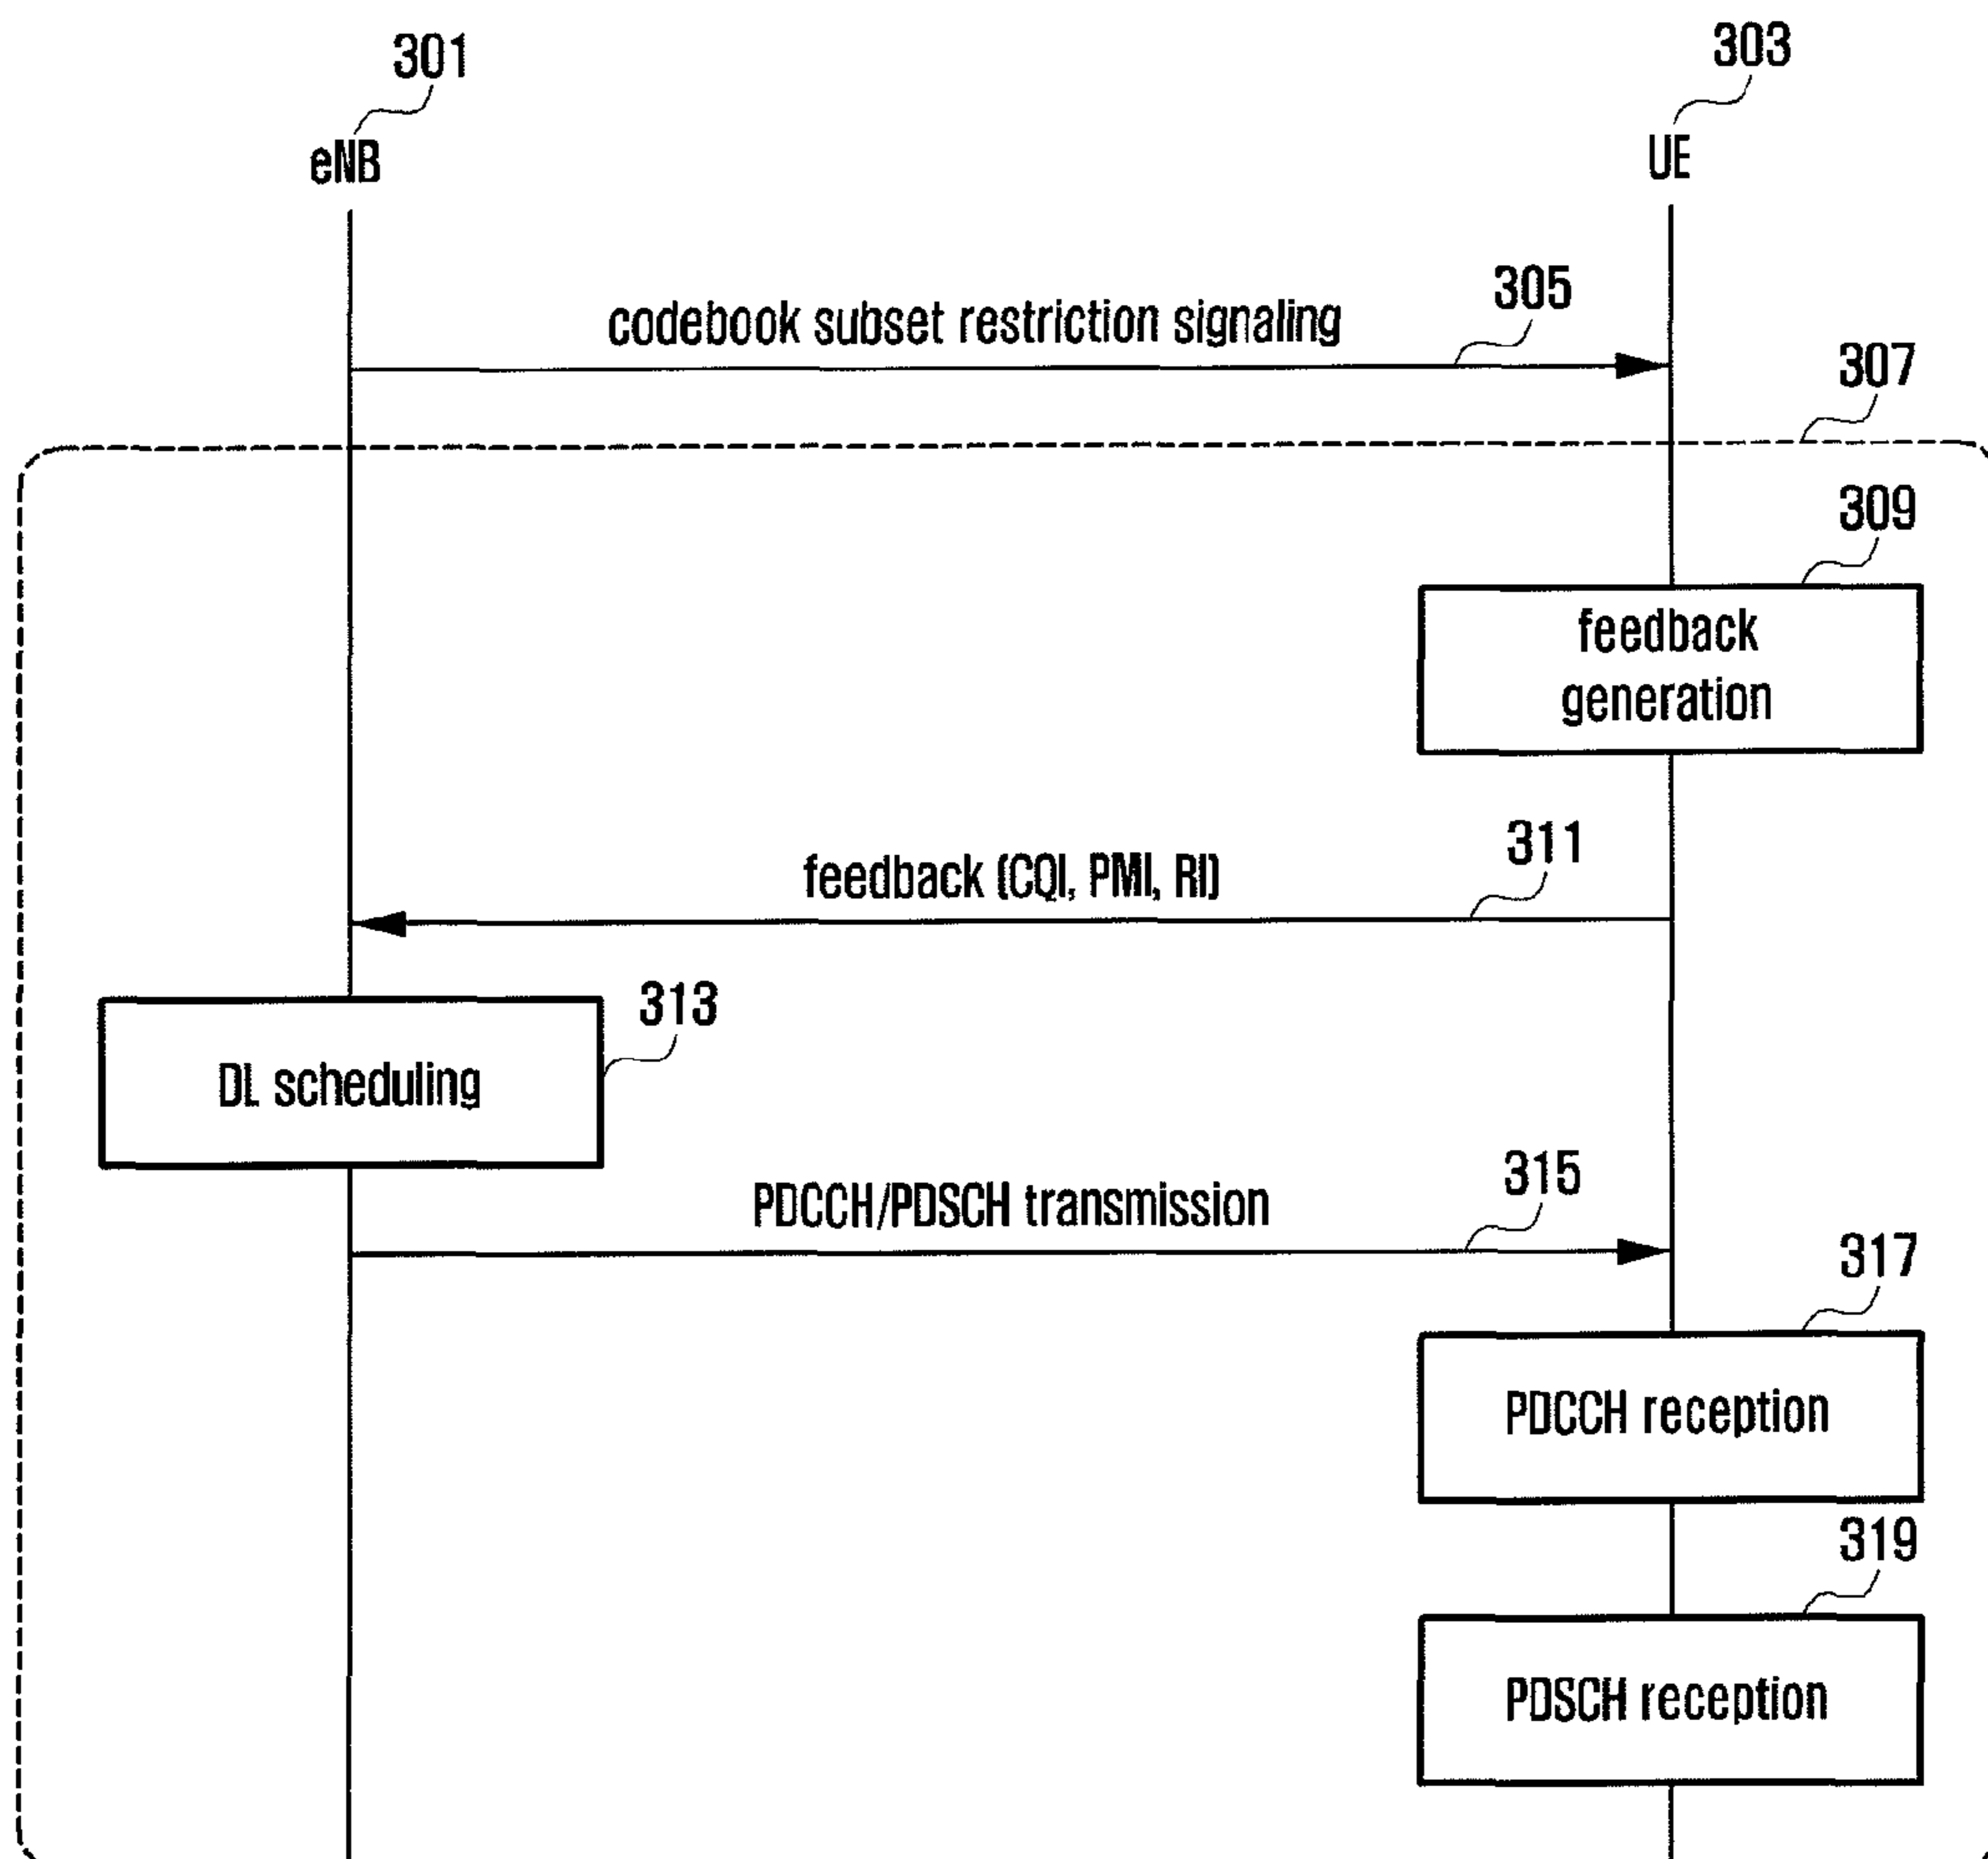 301
303
eNB
UE
305
codebook subset restriction signaling
307
309
feedback
generation
311
feedback (CQI, PMI, RI)
313
DL scheduling
315
PDCCH/PDSCH transmission
317
PDCCH reception
319
PDSCH reception